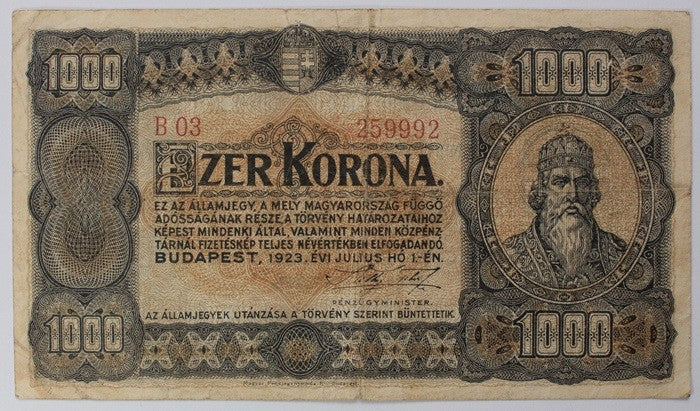 1000 1000
B 03 259992
EZER KORONA.
EZ AZ ÁLLAMJEGY, A MELY MAGYARORSZÁG FÜGGŐ
ADÓSSÁGÁNAK RÉSZE, A TÖRVÉNY HATÁROZATAIHOZ
KÉPEST MINDENKI ÁLTAL, VALAMINT MINDEN KÖZPÉNZ-
TÁRNÁL FIZETÉSKÉP TELJES NÉVÉRTÉKBEN ELFOGADANDÓ.
BUDAPEST, 1923. ÉVI JULIUS HÓ 1.-ÉN.
PÉNZÜGYMINISTER.
AZ ÁLLAMJEGYEK UTÁNZÁSA A TÖRVÉNY SZERINT BÜNTETTETIK.
1000 1000